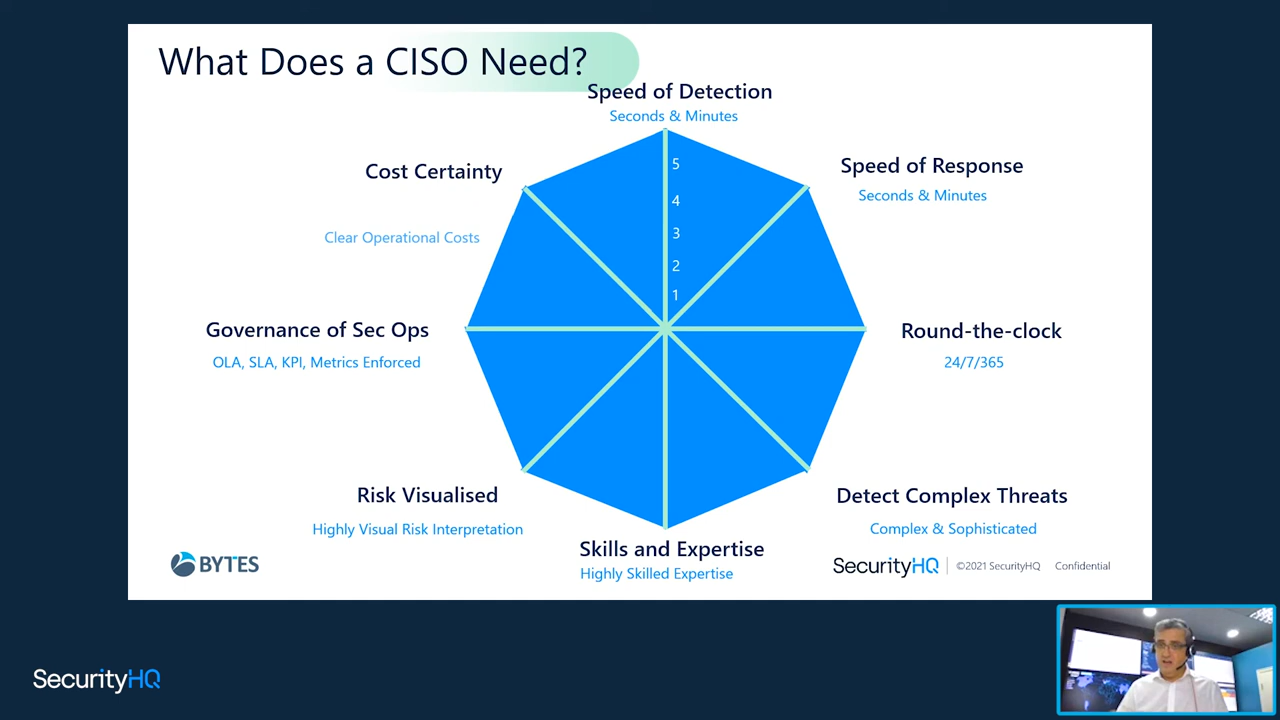 What Does a CISO Need?
Speed of Detection
Seconds & Minutes
Cost Certainty
Speed of Response
Seconds & Minutes
5
4
3
2
1
Clear Operational Costs
Governance of Sec Ops
OLA, SLA, KPI, Metrics Enforced
Round-the-clock
24/7/365
Risk Visualised
Highly Visual Risk Interpretation
Detect Complex Threats
Complex & Sophisticated
Skills and Expertise
Highly Skilled Expertise
BYTES
SecurityHQ ©2021 SecurityHQ Confidential
SecurityHQ